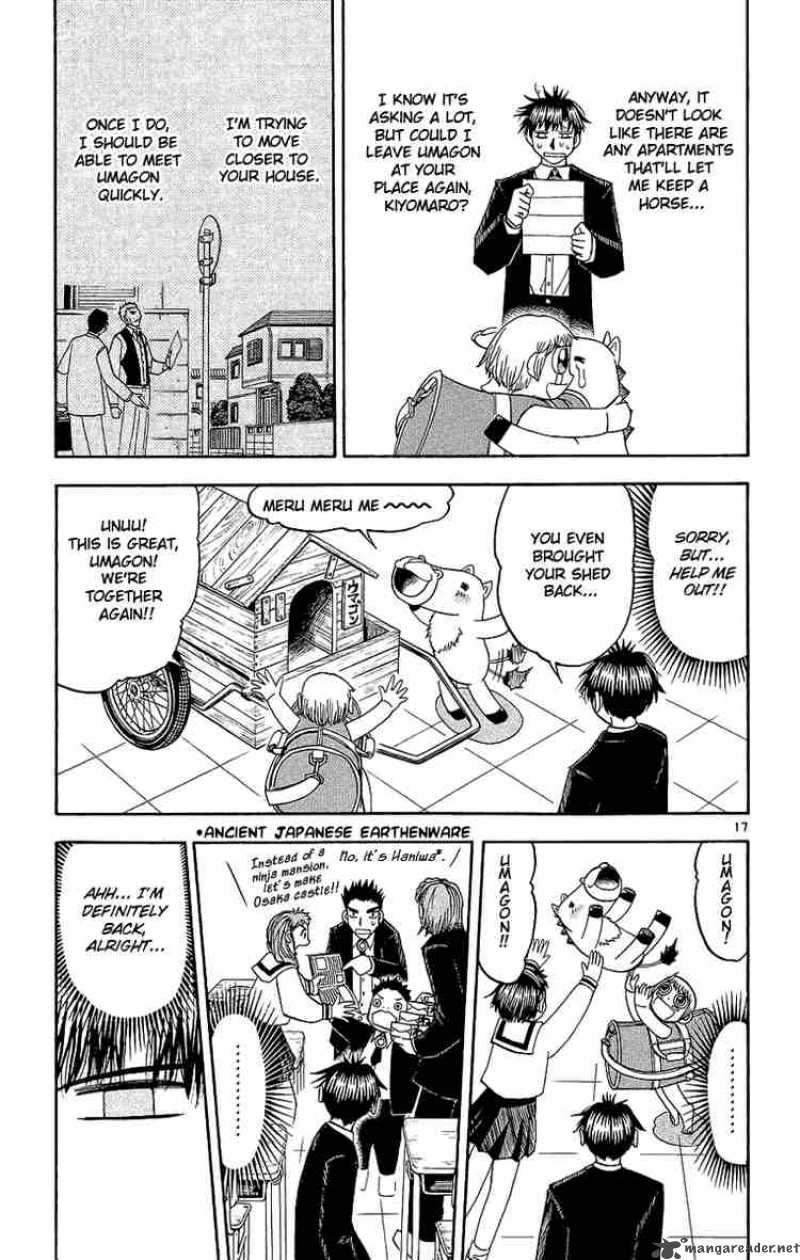 ANYWAY, IT
DOESN'T LOOK
LIKE THERE ARE
ANY APARTMENTS
THAT'LL LET
ME KEEP A
HORSE...
I KNOW IT'S
ASKING A LOT,
BUT COULD I
LEAVE UMAGON
AT YOUR
PLACE AGAIN,
KIYOMARO?
I'M TRYING
TO MOVE
CLOSER TO
YOUR HOUSE.
ONCE I DO,
I SHOULD BE
ABLE TO MEET
UMAGON
QUICKLY.
SORRY,
BUT...
HELP ME
OUT!!
YOU EVEN
BROUGHT
YOUR SHED
BACK...
MERU MERU ME
ウマゴン
UNUU!
THIS IS GREAT,
UMAGON!
WE'RE
TOGETHER
AGAIN!!
17
•ANCIENT JAPANESE EARTHENWARE
UMAGON!
UMAGON!!
.........
No, it's Haniwa*.
Instead of a
ninja mansion,
let's make
Osaka castle!!
.........
AHH... I'M
DEFINITELY
BACK,
ALRIGHT...
mangareader.net